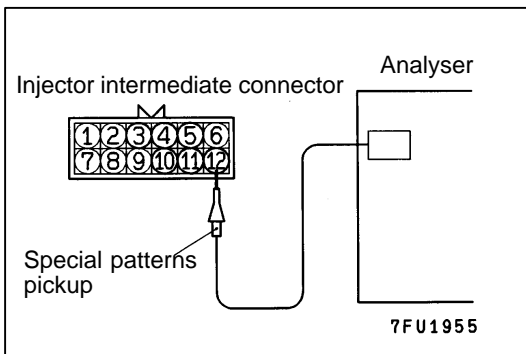 Analyser
Injector intermediate connector
1 2 3 4 5 6
7 8 9 10 11 12
Special patterns
pickup
7FU1955